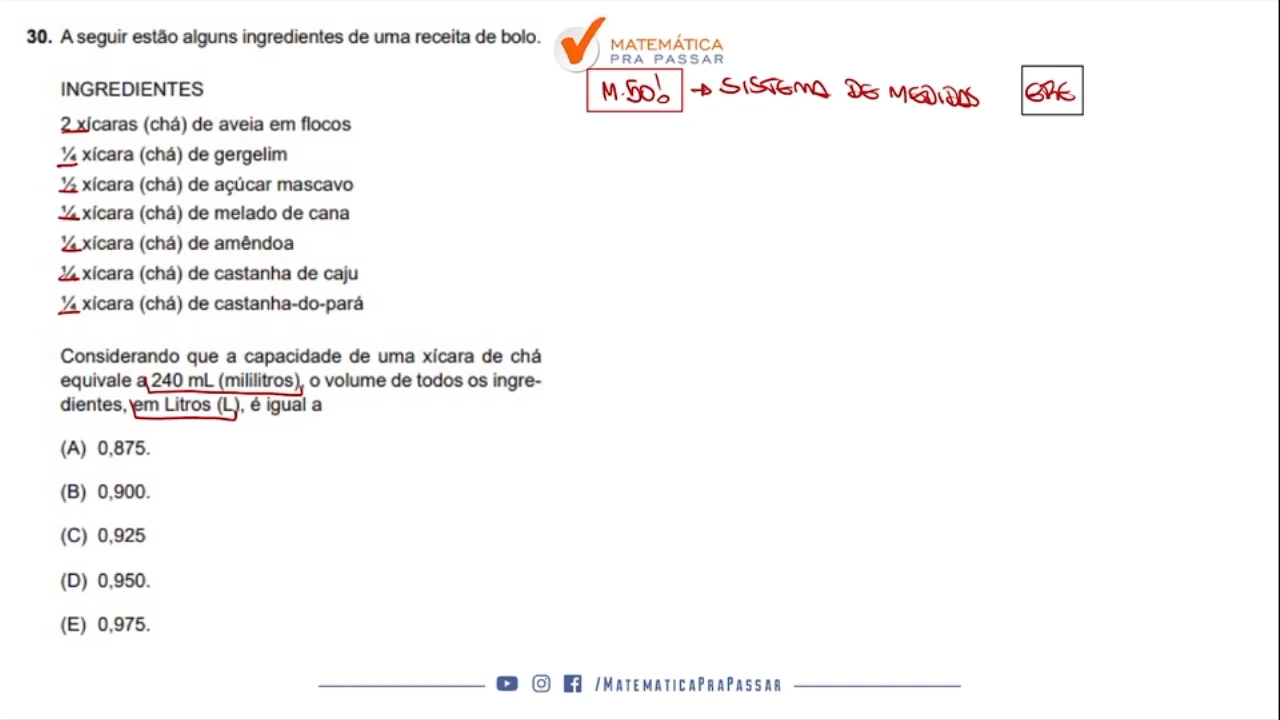 30. A seguir estão alguns ingredientes de uma receita de bolo.
MATEMÁTICA
PRA PASSAR
M.50! → SISTEMA DE MEDIDAS
INGREDIENTES
2 xícaras (chá) de aveia em flocos
¼ xícara (chá) de gergelim
½ xícara (chá) de açúcar mascavo
¼ xícara (chá) de melado de cana
¼ xícara (chá) de amêndoa
¼ xícara (chá) de castanha de caju
¼ xícara (chá) de castanha-do-pará
Considerando que a capacidade de uma xícara de chá
equivale a 240 mL (mililitros), o volume de todos os ingre-
dientes, em Litros (L), é igual a
(A) 0,875.
(B) 0,900.
(C) 0,925
(D) 0,950.
(E) 0,975.
/MATEMATICAPRAPASSAR